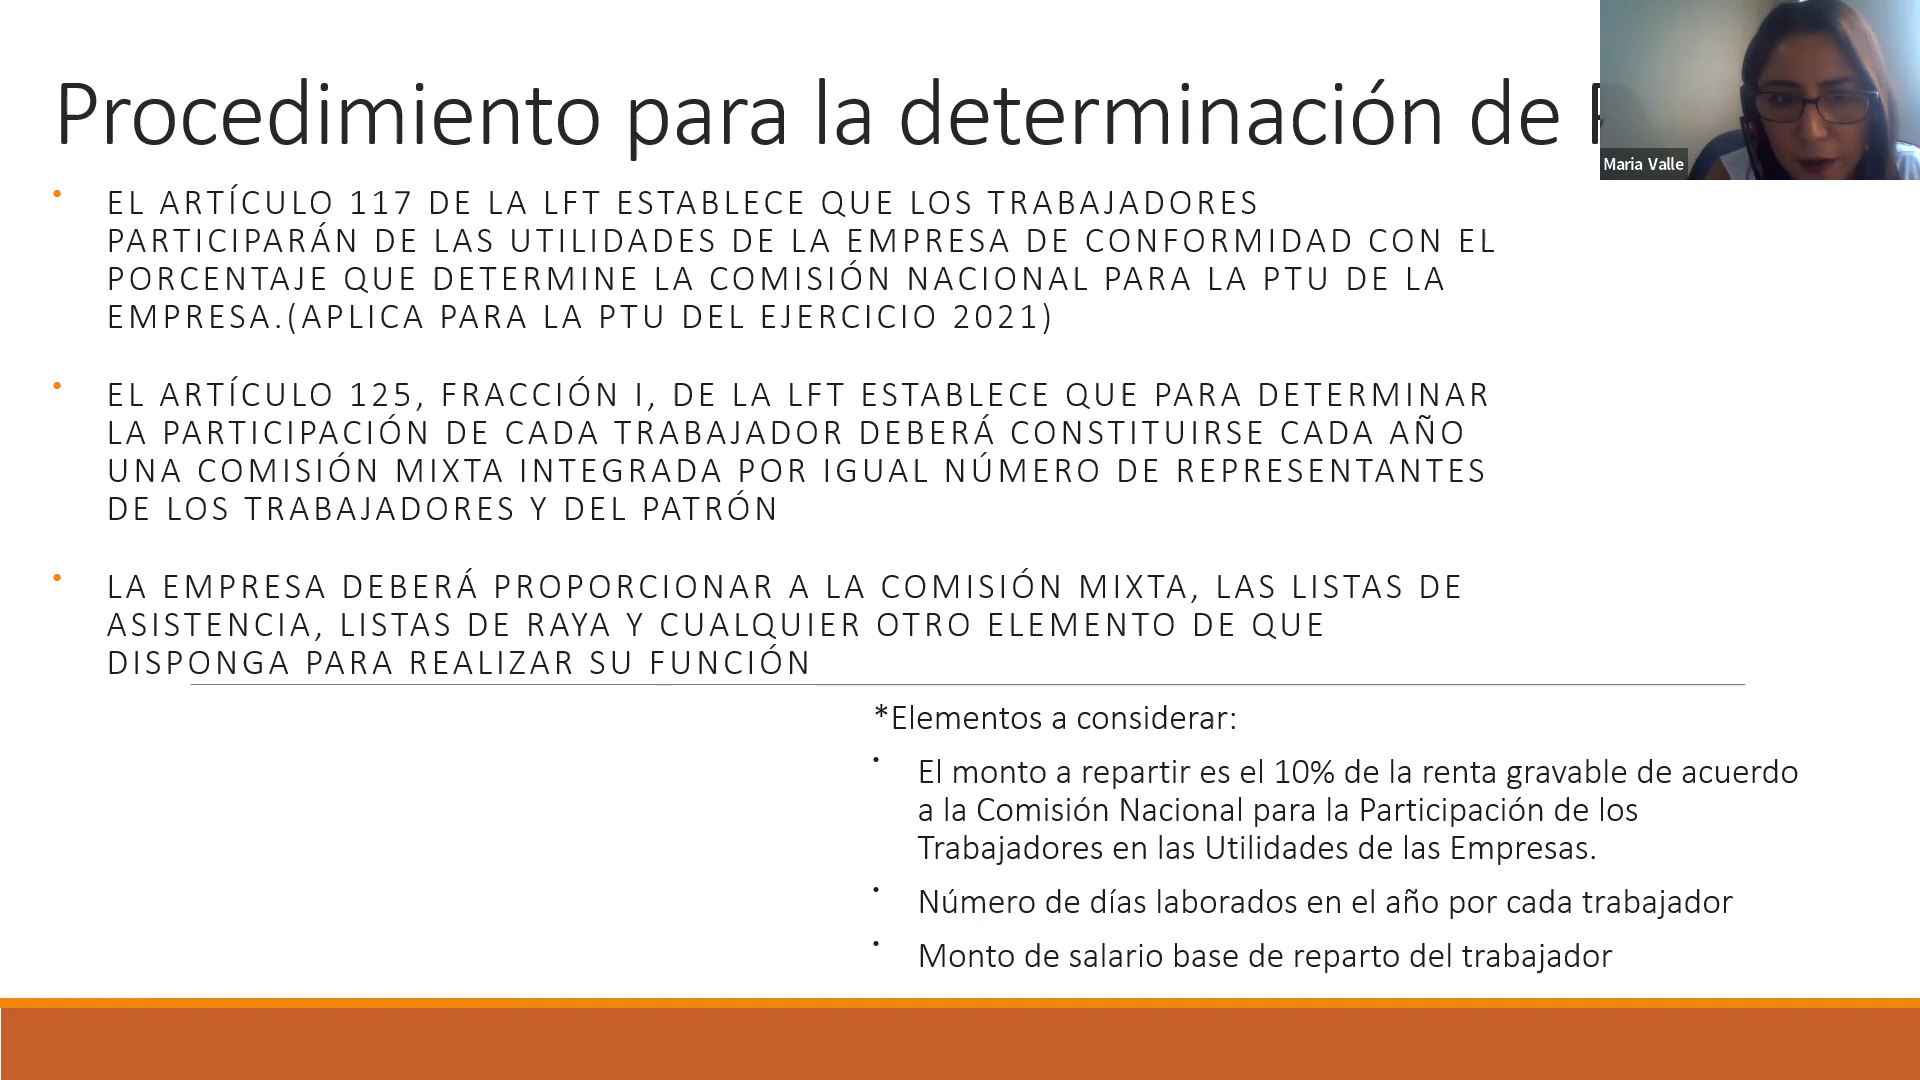 Procedimiento para la determinación de
Maria Valle
EL ARTÍCULO 117 DE LA LFT ESTABLECE QUE LOS TRABAJADORES
PARTICIPARÁN DE LAS UTILIDADES DE LA EMPRESA DE CONFORMIDAD CON EL
PORCENTAJE QUE DETERMINE LA COMISIÓN NACIONAL PARA LA PTU DE LA
EMPRESA.(APLICA PARA LA PTU DEL EJERCICIO 2021)
EL ARTÍCULO 125, FRACCIÓN I, DE LA LFT ESTABLECE QUE PARA DETERMINAR
LA PARTICIPACIÓN DE CADA TRABAJADOR DEBERÁ CONSTITUIRSE CADA AÑO
UNA COMISIÓN MIXTA INTEGRADA POR IGUAL NÚMERO DE REPRESENTANTES
DE LOS TRABAJADORES Y DEL PATRÓN
LA EMPRESA DEBERÁ PROPORCIONAR A LA COMISIÓN MIXTA, LAS LISTAS DE
ASISTENCIA, LISTAS DE RAYA Y CUALQUIER OTRO ELEMENTO DE QUE
DISPONGA PARA REALIZAR SU FUNCIÓN
*Elementos a considerar:
El monto a repartir es el 10% de la renta gravable de acuerdo
a la Comisión Nacional para la Participación de los
Trabajadores en las Utilidades de las Empresas.
Número de días laborados en el año por cada trabajador
Monto de salario base de reparto del trabajador